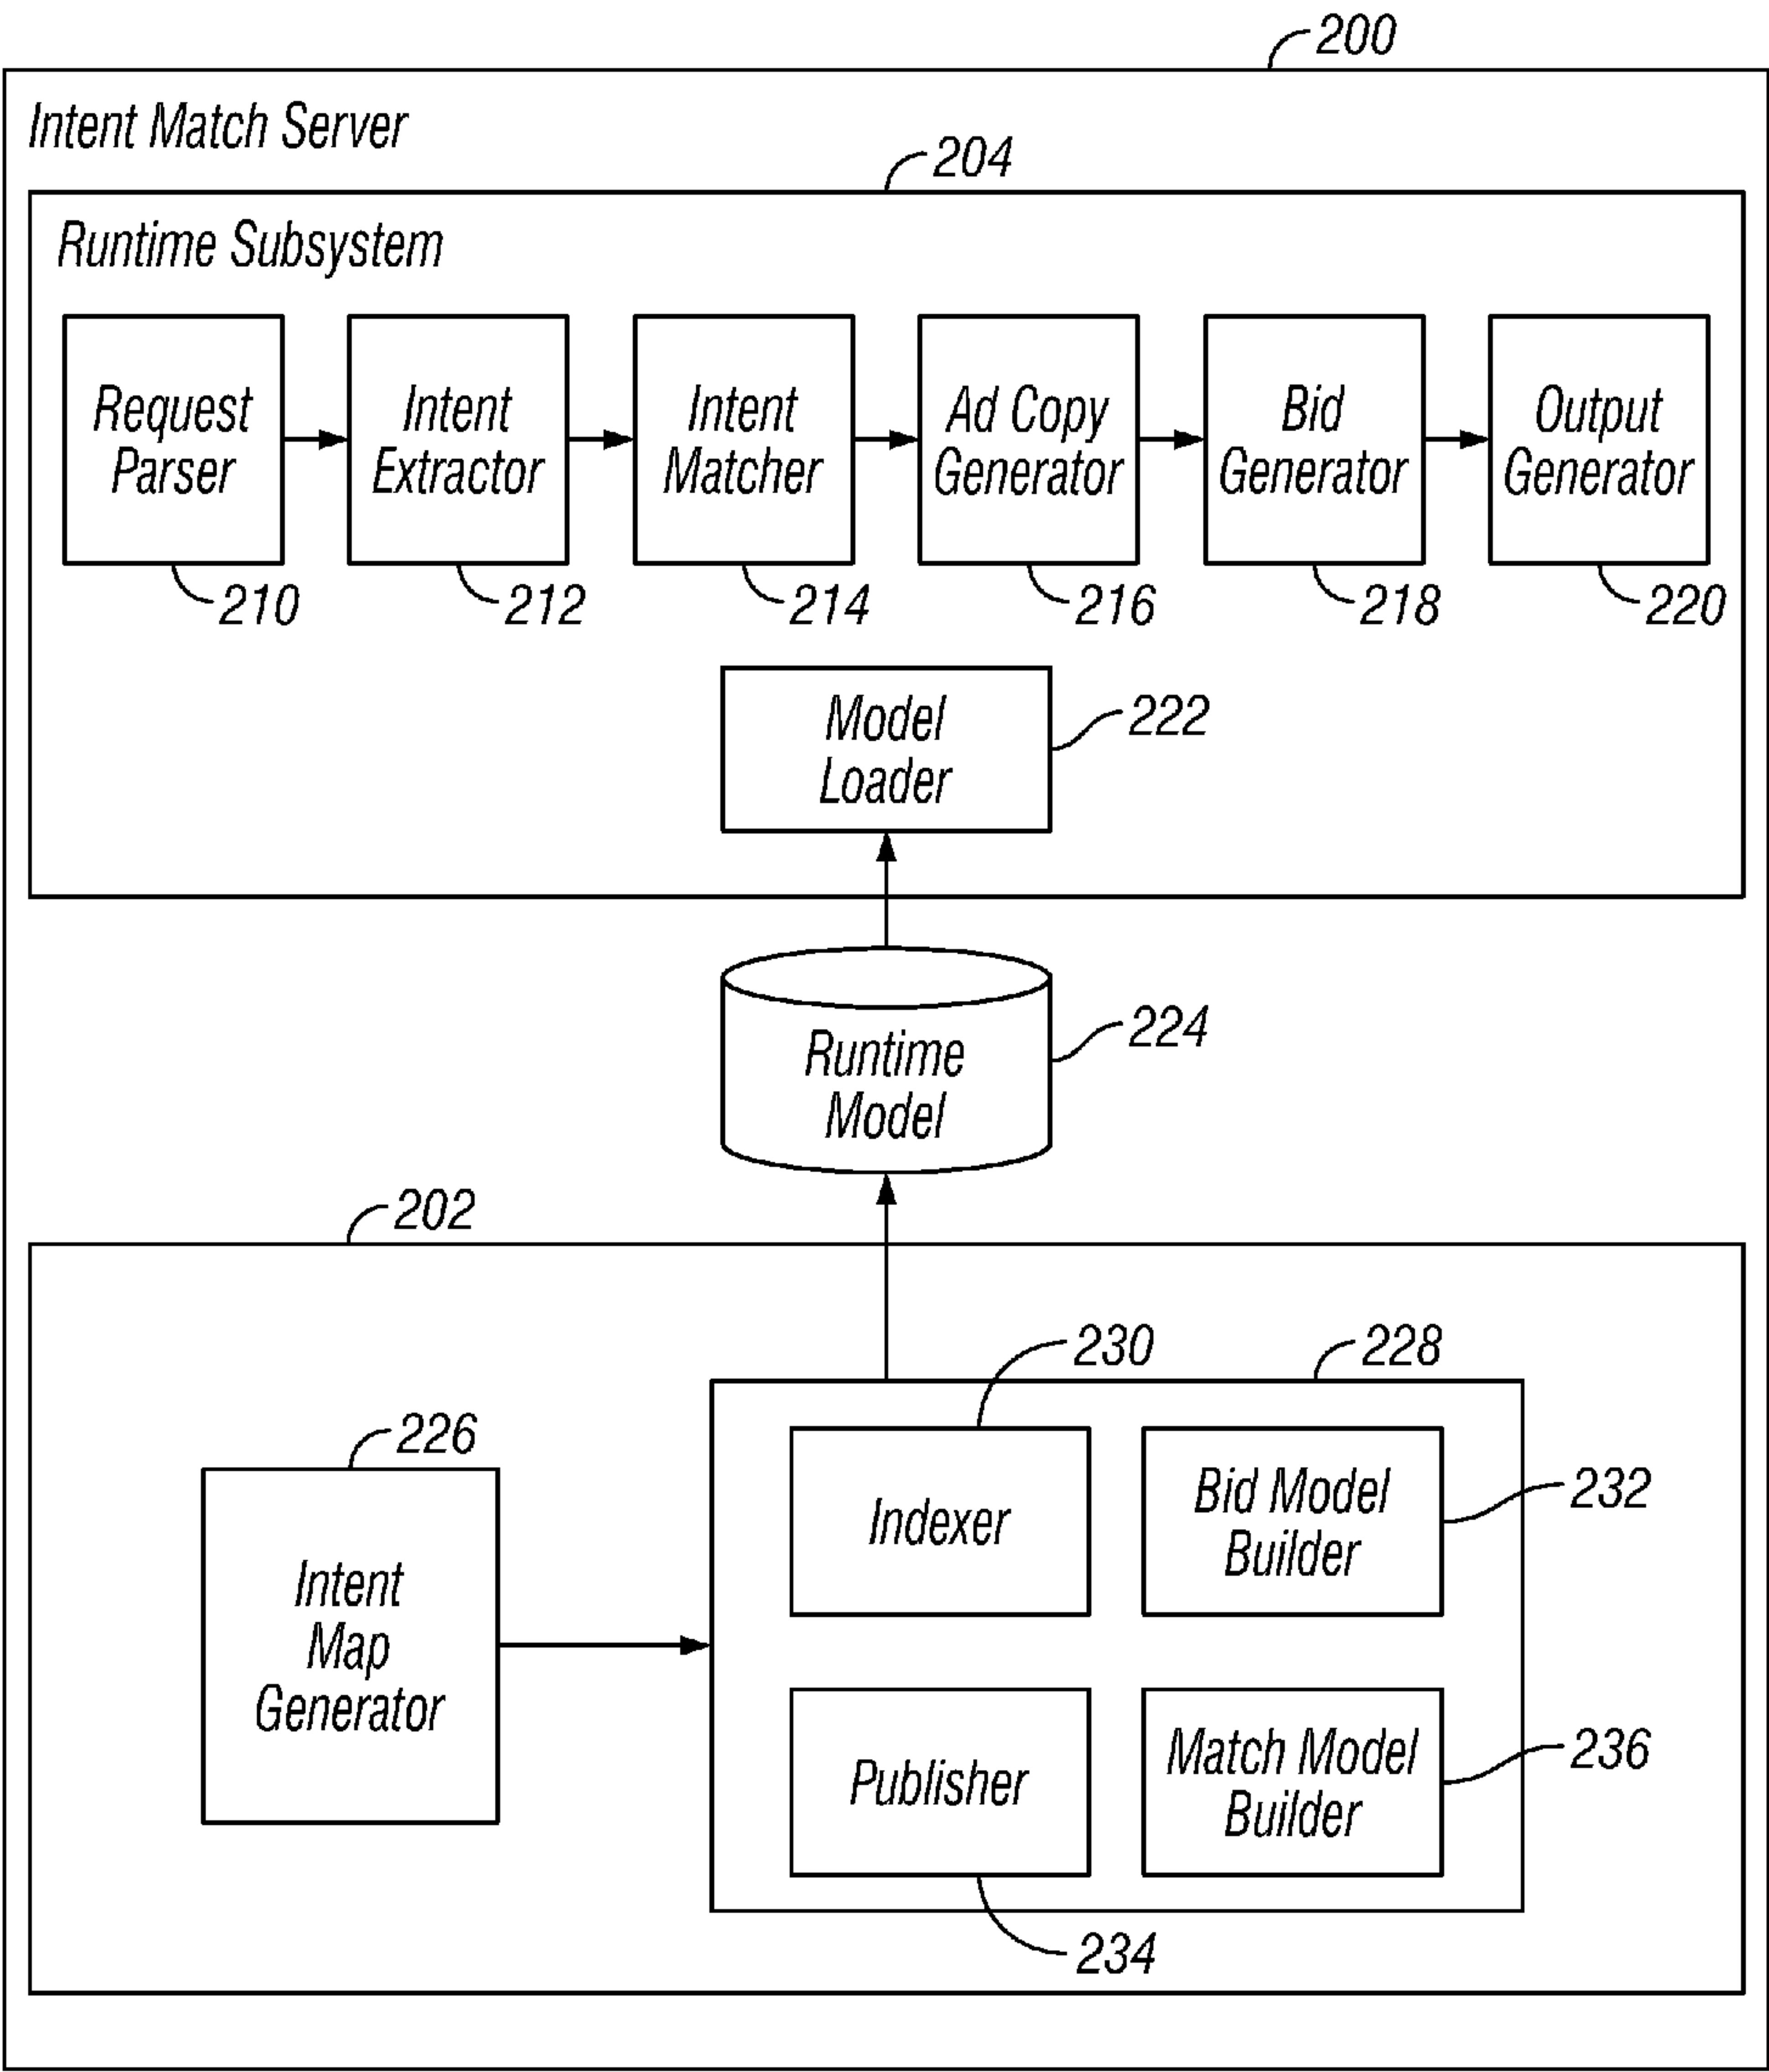 200
Intent Match Server
204
Runtime Subsystem
Request
Parser
Intent
Extractor
Intent
Matcher
Ad Copy
Generator
Bid
Generator
Output
Generator
210
212
214
216
218
220
Model
Loader
222
Runtime
Model
224
202
226
Intent
Map
Generator
230
228
Indexer
Bid Model
Builder
232
Publisher
Match Model
Builder
236
234